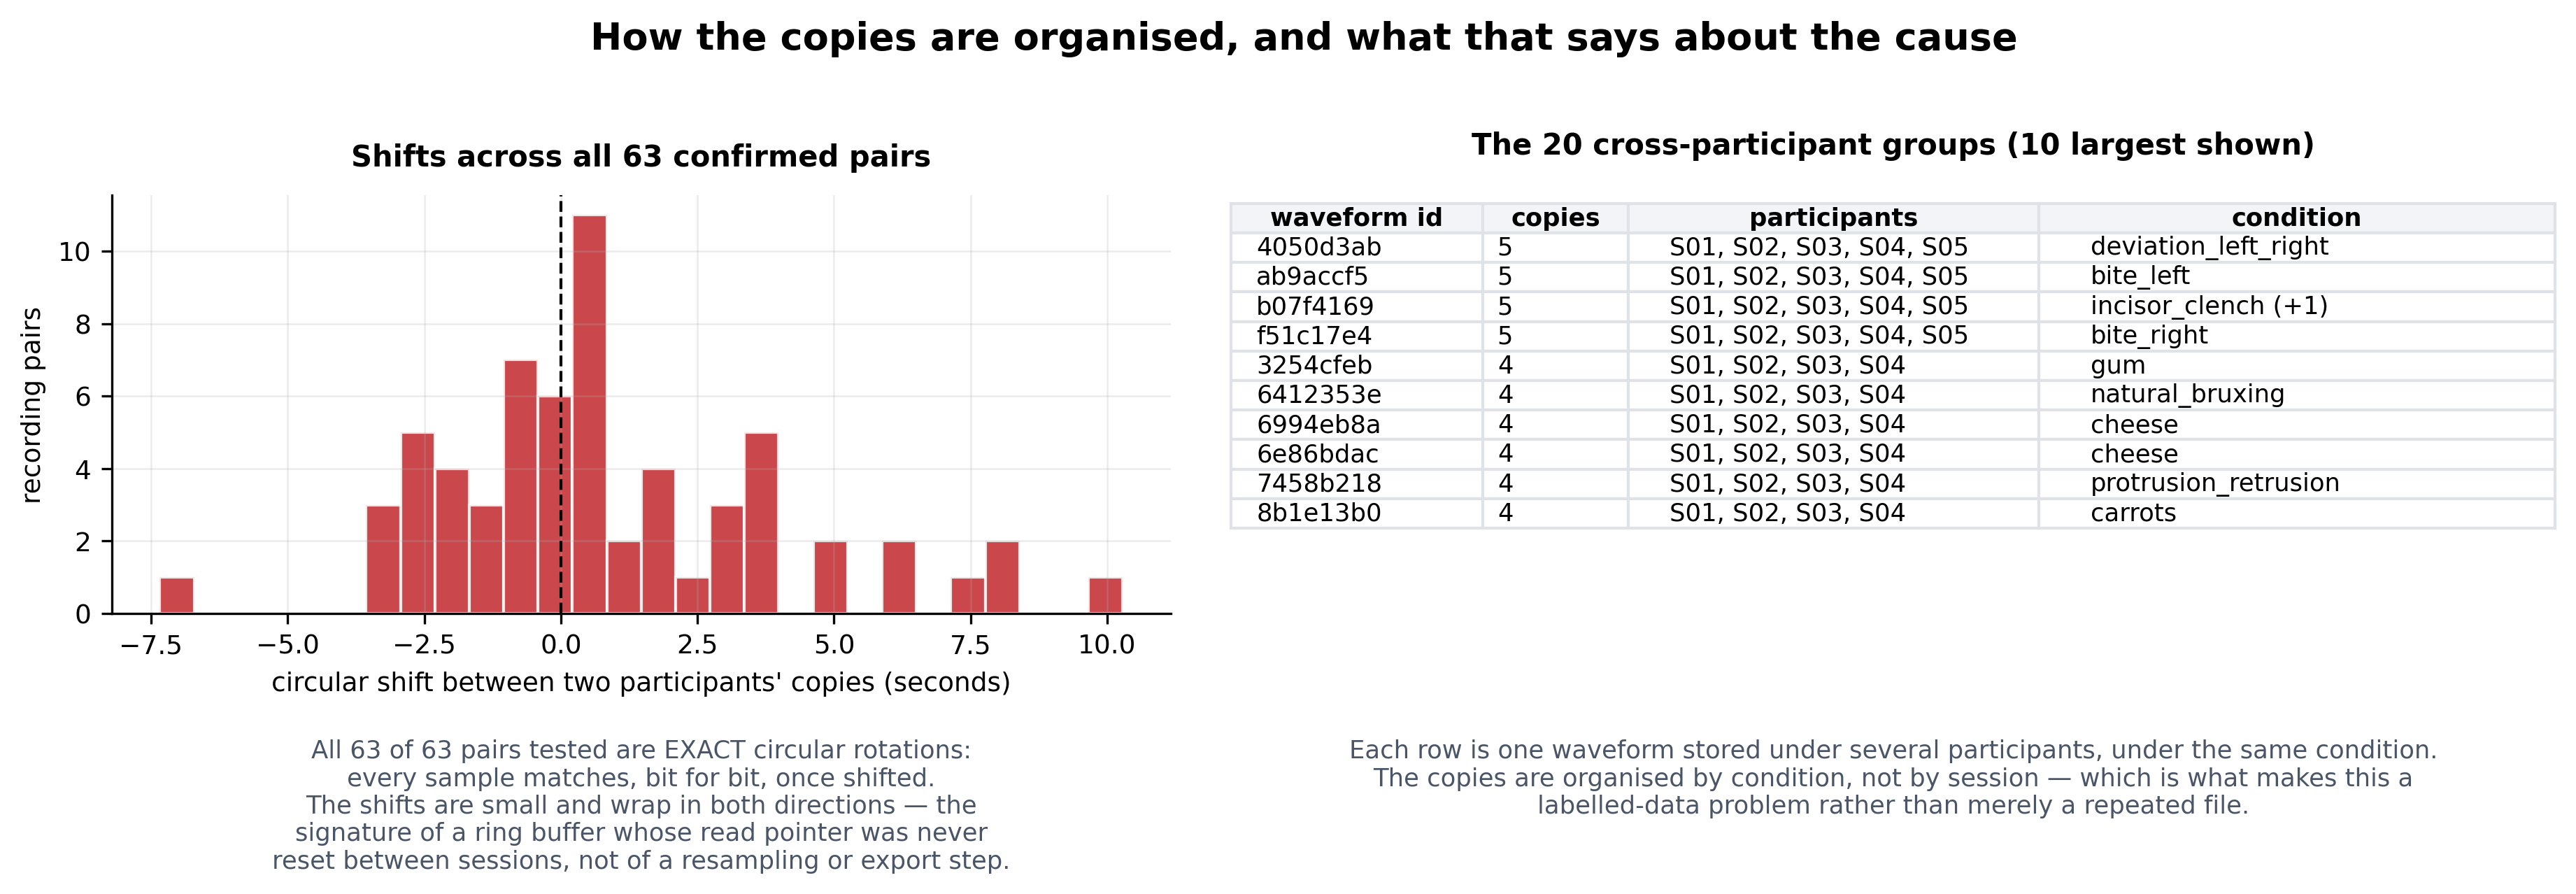 How the copies are organised, and what that says about the cause
Shifts across all 63 confirmed pairs
recording pairs
10
8
6
4
2
0
−7.5 −5.0 −2.5 0.0 2.5 5.0 7.5 10.0
circular shift between two participants' copies (seconds)
All 63 of 63 pairs tested are EXACT circular rotations:
every sample matches, bit for bit, once shifted.
The shifts are small and wrap in both directions — the
signature of a ring buffer whose read pointer was never
reset between sessions, not of a resampling or export step.
The 20 cross-participant groups (10 largest shown)
waveform id copies participants condition
4050d3ab 5 S01, S02, S03, S04, S05 deviation_left_right
ab9accf5 5 S01, S02, S03, S04, S05 bite_left
b07f4169 5 S01, S02, S03, S04, S05 incisor_clench (+1)
f51c17e4 5 S01, S02, S03, S04, S05 bite_right
3254cfeb 4 S01, S02, S03, S04 gum
6412353e 4 S01, S02, S03, S04 natural_bruxing
6994eb8a 4 S01, S02, S03, S04 cheese
6e86bdac 4 S01, S02, S03, S04 cheese
7458b218 4 S01, S02, S03, S04 protrusion_retrusion
8b1e13b0 4 S01, S02, S03, S04 carrots
Each row is one waveform stored under several participants, under the same condition.
The copies are organised by condition, not by session — which is what makes this a
labelled-data problem rather than merely a repeated file.